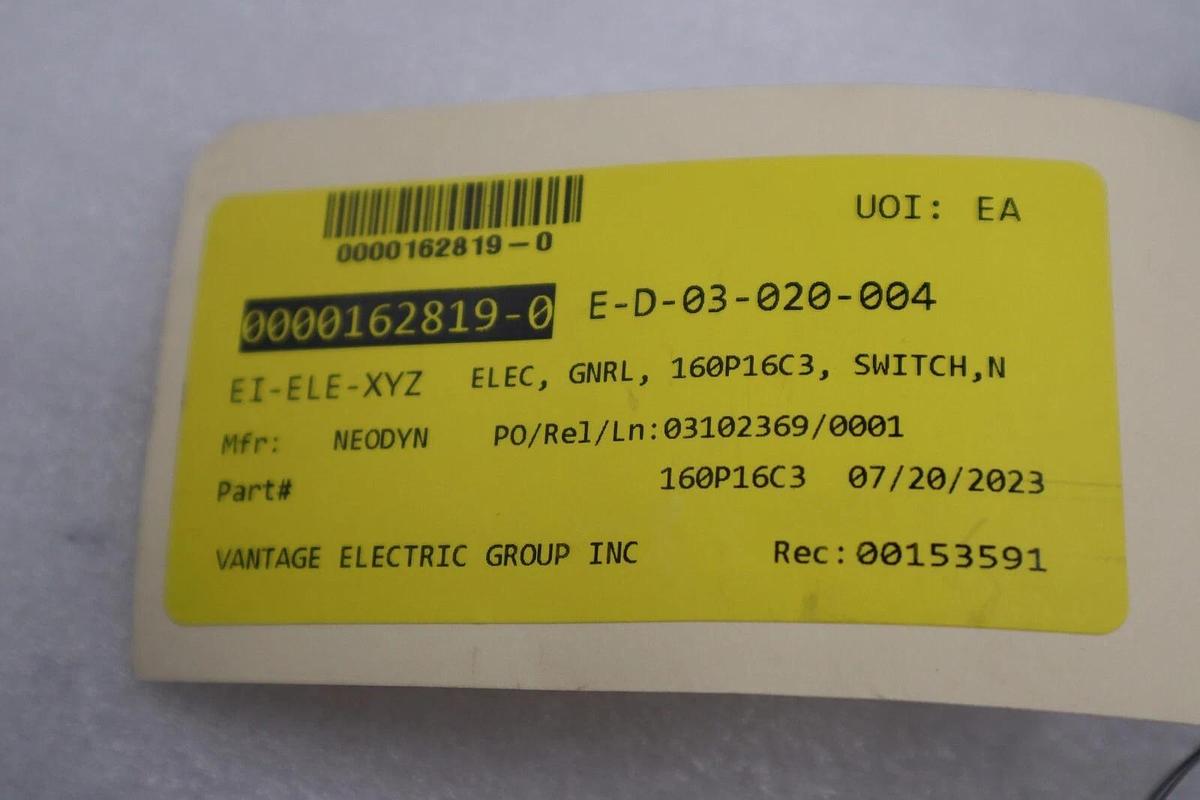 0000162819-0
UOI: EA
0000162819-0 E-D-03-020-004
EI-ELE-XYZ ELEC, GNRL, 160P16C3, SWITCH,N
Mfr: NEODYN PO/Rel/Ln:03102369/0001
Part# 160P16C3 07/20/2023
VANTAGE ELECTRIC GROUP INC Rec:00153591